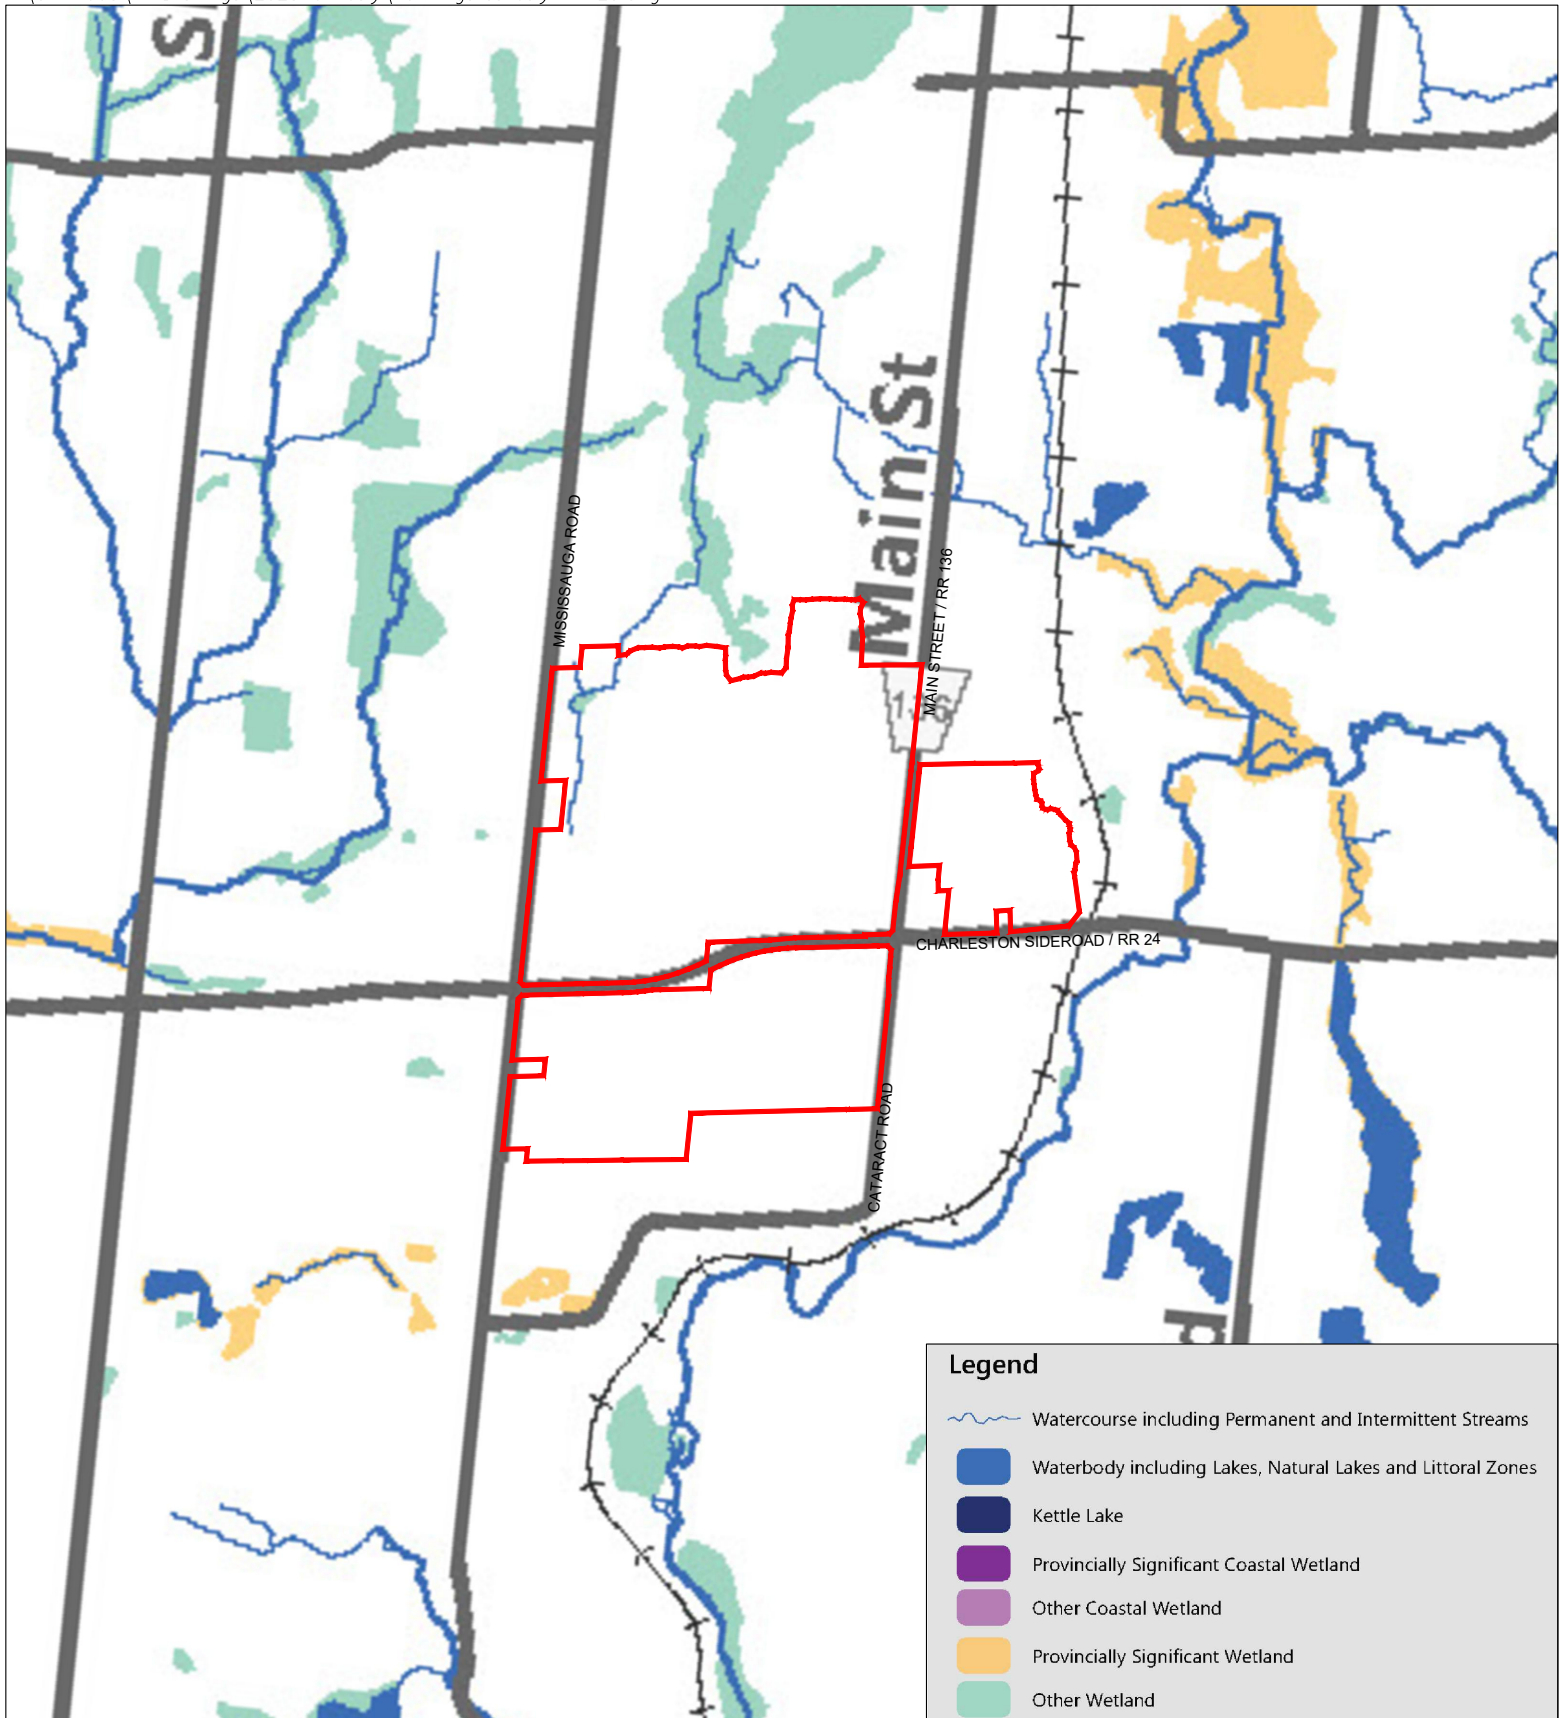 S
Main St
MISSISSAUGA ROAD
MAIN STREET / RR 136
136
CHARLESTON SIDEROAD / RR 24
CATARACT ROAD
d
Legend
Watercourse including Permanent and Intermittent Streams
Waterbody including Lakes, Natural Lakes and Littoral Zones
Kettle Lake
Provincially Significant Coastal Wetland
Other Coastal Wetland
Provincially Significant Wetland
Other Wetland